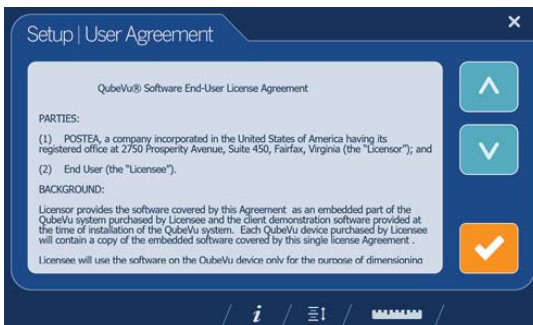 Setup | User Agreement
QubeVu® Software End-User License Agreement
PARTIES:
(1) POSTEA, a company incorporated in the United States of America having its
registered office at 2750 Prosperity Avenue, Suite 450, Fairfax, Virginia (the “Licensor”); and
(2) End User (the “Licensee”).
BACKGROUND:
Licensor provides the software covered by this Agreement as an embedded part of the
QubeVu system purchased by Licensee and the client demonstration software provided at
the time of installation of the QubeVu system. Each QubeVu device purchased by Licensee
will contain a copy of the embedded software covered by this single license Agreement .
Licensee will use the software on the QubeVu device only for the purpose of dimensioning